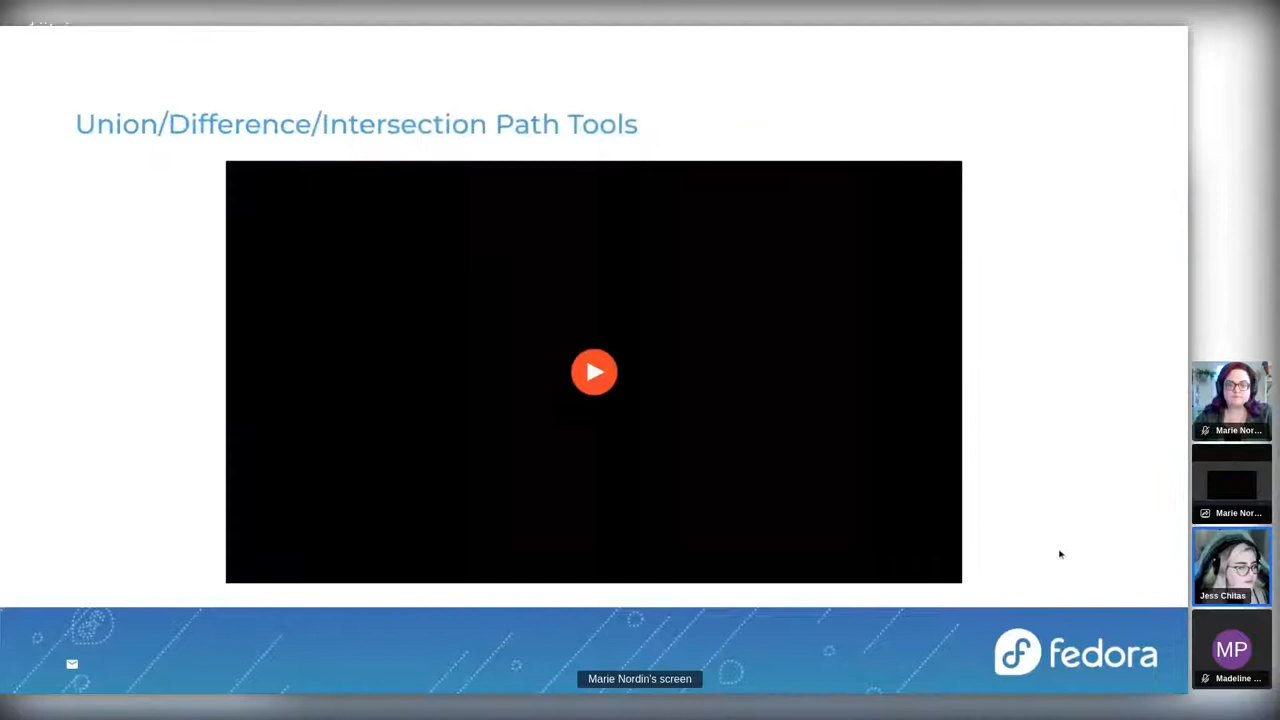 Union/Difference/Intersection Path Tools
Marie Nor...
Marie Nor...
Jess Chitas
MP
Madeline ...
fedora
Marie Nordin's screen